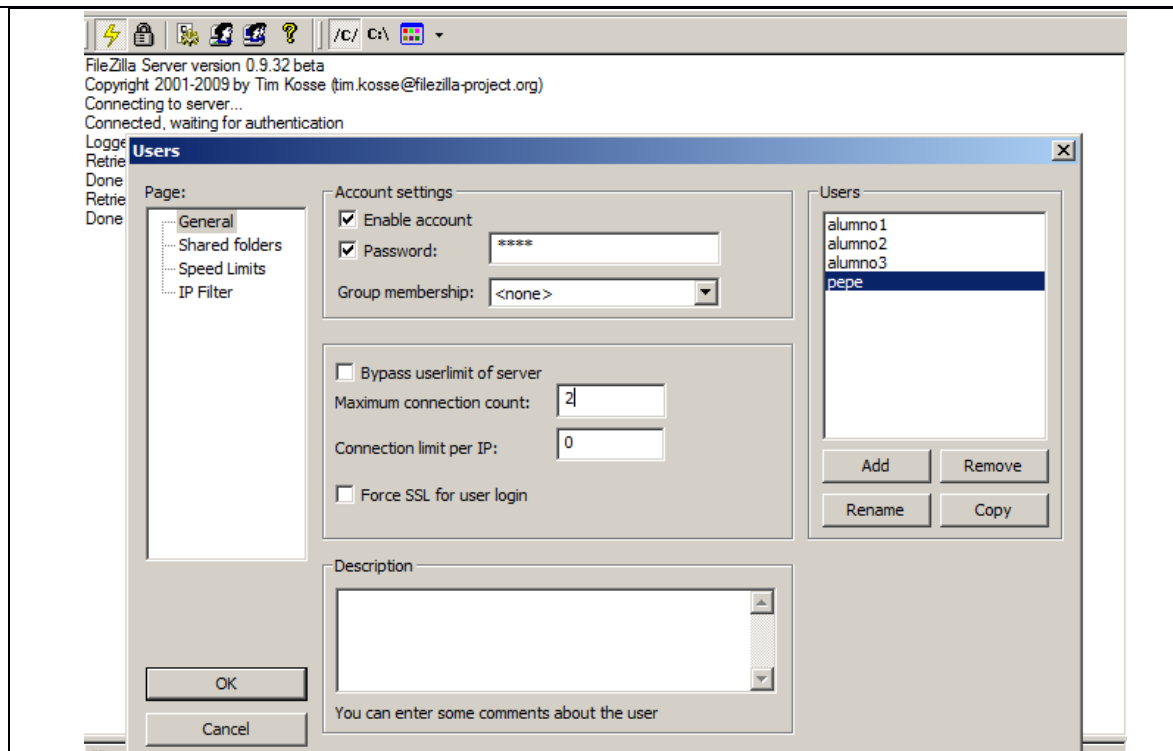 /C/ C:\
FileZilla Server version 0.9.32 beta
Copyright 2001-2009 by Tim Kosse (tim.kosse@filezilla-project.org)
Connecting to server...
Connected, waiting for authentication
Logge
Retrie
Done
Retrie
Done
Users
Page:
General
Shared folders
Speed Limits
IP Filter
Account settings
Enable account
Password: ****
Group membership: <none>
Bypass userlimit of server
Maximum connection count: 2
Connection limit per IP: 0
Force SSL for user login
Description
You can enter some comments about the user
Users
alumno1
alumno2
alumno3
pepe
Add Remove
Rename Copy
OK
Cancel